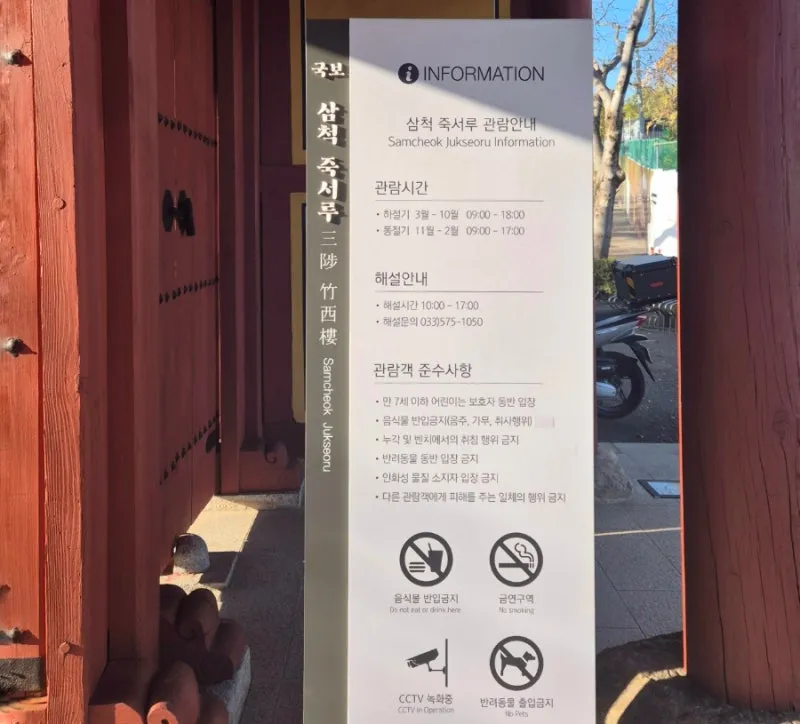 국보
삼척 죽서루
三陟 竹西樓
Samcheok Jukseoru
i INFORMATION
삼척 죽서루 관람안내
Samcheok Jukseoru Information
관람시간
• 하절기 3월 - 10월 09:00 - 18:00
• 동절기 11월 - 2월 09:00 - 17:00
해설안내
• 해설시간 10:00 - 17:00
• 해설문의 033)575-1050
관람객 준수사항
• 만 7세 이하 어린이는 보호자 동반 입장
• 음식물 반입금지(음주, 가무, 취사행위)
• 누각 및 벤치에서의 취침 행위 금지
• 반려동물 동반 입장 금지
• 인화성 물질 소지자 입장 금지
• 다른 관람객에게 피해를 주는 일체의 행위 금지
음식물 반입금지
Do not eat or drink here
금연구역
No smoking
CCTV 녹화중
CCTV in Operation
반려동물 출입금지
No Pets